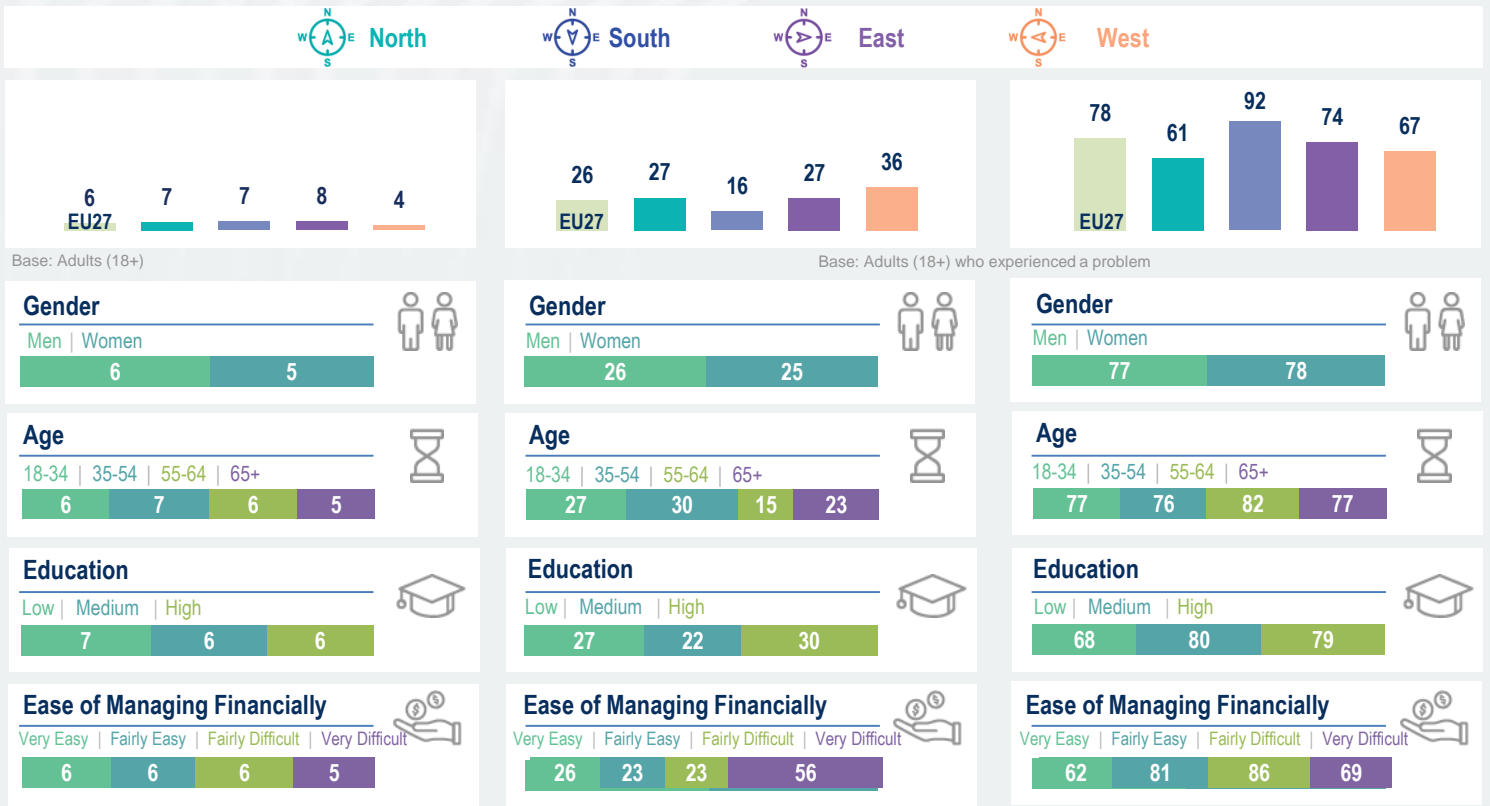 N N N N
W E North W E South W E East W E West
S S S S
6 7 7 8 4
EU27
26 27 16 27 36
EU27
78 61 92 74 67
EU27
Base: Adults (18+)
Base: Adults (18+) who experienced a problem
Gender
Men | Women
6 5
Gender
Men | Women
26 25
Gender
Men | Women
77 78
Age
18-34 | 35-54 | 55-64 | 65+
6 7 6 5
Age
18-34 | 35-54 | 55-64 | 65+
27 30 15 23
Age
18-34 | 35-54 | 55-64 | 65+
77 76 82 77
Education
Low | Medium | High
7 6 6
Education
Low | Medium | High
27 22 30
Education
Low | Medium | High
68 80 79
Ease of Managing Financially
Very Easy | Fairly Easy | Fairly Difficult | Very Difficult
6 6 6 5
Ease of Managing Financially
Very Easy | Fairly Easy | Fairly Difficult | Very Difficult
26 23 23 56
Ease of Managing Financially
Very Easy | Fairly Easy | Fairly Difficult | Very Difficult
62 81 86 69